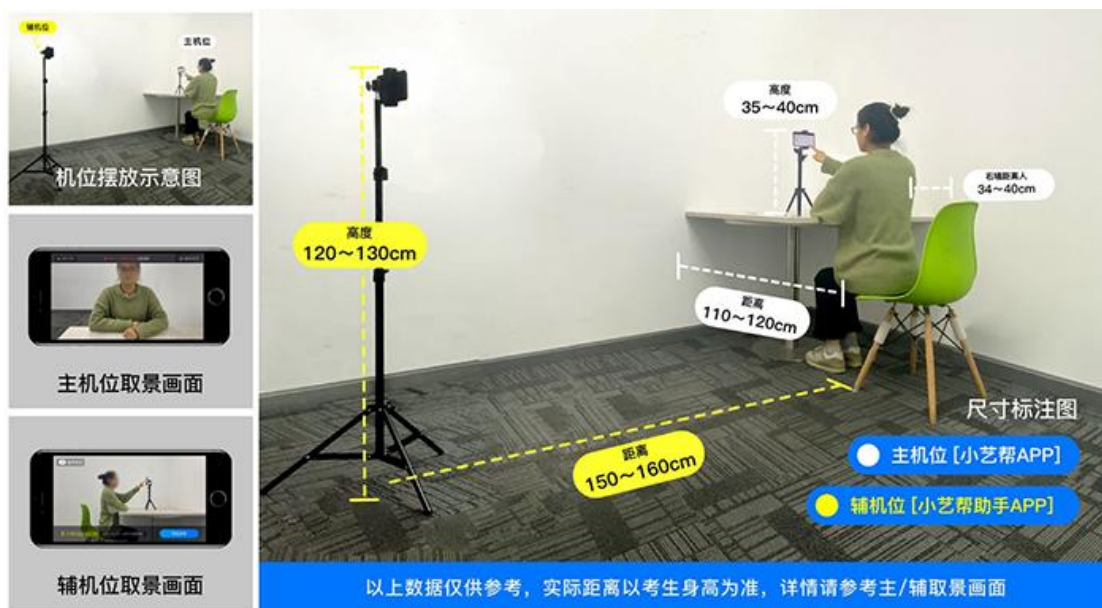 辅机位
主机位
机位摆放示意图
主机位取景画面
辅机位取景画面
高度
120～130cm
高度
35～40cm
右墙距离人
34～40cm
距离
110～120cm
距离
150～160cm
尺寸标注图
主机位 [小艺帮APP]
辅机位 [小艺帮助手APP]
以上数据仅供参考，实际距离以考生身高为准，详情请参考主/辅取景画面